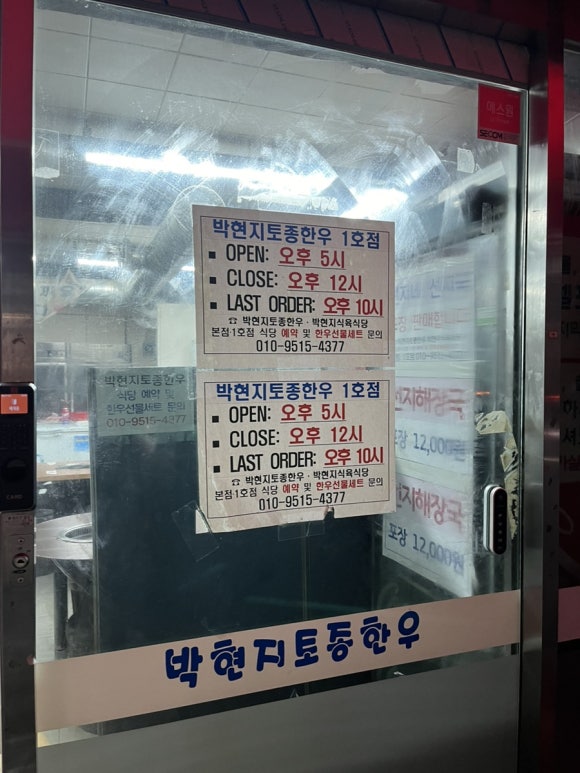 에스원
SECOM
박현지토종한우 1호점
▪ OPEN: 오후 5시
▪ CLOSE: 오후 12시
▪ LAST ORDER: 오후 10시
☎ 박현지토종한우 · 박현지식육식당
본점·1호점 식당 예약 및 한우선물세트 문의
010-9515-4377
박현지토종한우 1호점
▪ OPEN: 오후 5시
▪ CLOSE: 오후 12시
▪ LAST ORDER: 오후 10시
☎ 박현지토종한우 · 박현지식육식당
본점·1호점 식당 예약 및 한우선물세트 문의
010-9515-4377
박현지토종한우
식당 예약 및
한우선물세트 문의
010-9515-4377
선지해장국
포장 12,000원
선지해장국
포장 12,000원
CARD
박현지토종한우